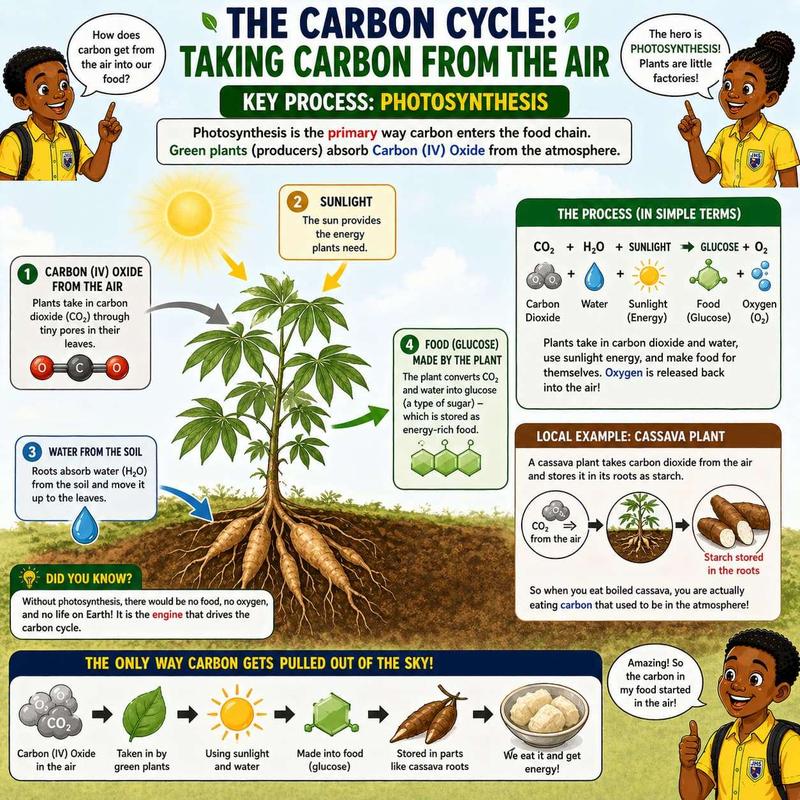 THE CARBON CYCLE:
TAKING CARBON FROM THE AIR
KEY PROCESS: PHOTOSYNTHESIS
Photosynthesis is the primary way carbon enters the food chain.
Green plants (producers) absorb Carbon (IV) Oxide from the atmosphere.
How does
carbon get from
the air into our
food?
The hero is
PHOTOSYNTHESIS!
Plants are little
factories!
JHS
JHS
1 CARBON (IV) OXIDE
FROM THE AIR
Plants take in carbon
dioxide (CO₂) through
tiny pores in their
leaves.
O C O
2 SUNLIGHT
The sun provides
the energy
plants need.
3 WATER FROM THE SOIL
Roots absorb water (H₂O)
from the soil and move it
up to the leaves.
4 FOOD (GLUCOSE)
MADE BY THE PLANT
The plant converts CO₂
and water into glucose
(a type of sugar) –
which is stored as
energy-rich food.
THE PROCESS (IN SIMPLE TERMS)
CO₂ + H₂O + SUNLIGHT → GLUCOSE + O₂
+ + +
Carbon
Dioxide
Water
Sunlight
(Energy)
Food
(Glucose)
Oxygen
(O₂)
Plants take in carbon dioxide and water,
use sunlight energy, and make food for
themselves. Oxygen is released back
into the air!
LOCAL EXAMPLE: CASSAVA PLANT
A cassava plant takes carbon dioxide from the air
and stores it in its roots as starch.
CO₂ ⇒
from the air
Starch stored
in the roots
So when you eat boiled cassava, you are actually
eating carbon that used to be in the atmosphere!
DID YOU KNOW?
Without photosynthesis, there would be no food, no oxygen,
and no life on Earth! It is the engine that drives the
carbon cycle.
THE ONLY WAY CARBON GETS PULLED OUT OF THE SKY!
CO₂
Carbon (IV) Oxide
in the air
Taken in by
green plants
Using sunlight
and water
Made into food
(glucose)
Stored in parts
like cassava roots
We eat it and get
energy!
Amazing! So
the carbon in
my food started
in the air!
JHS